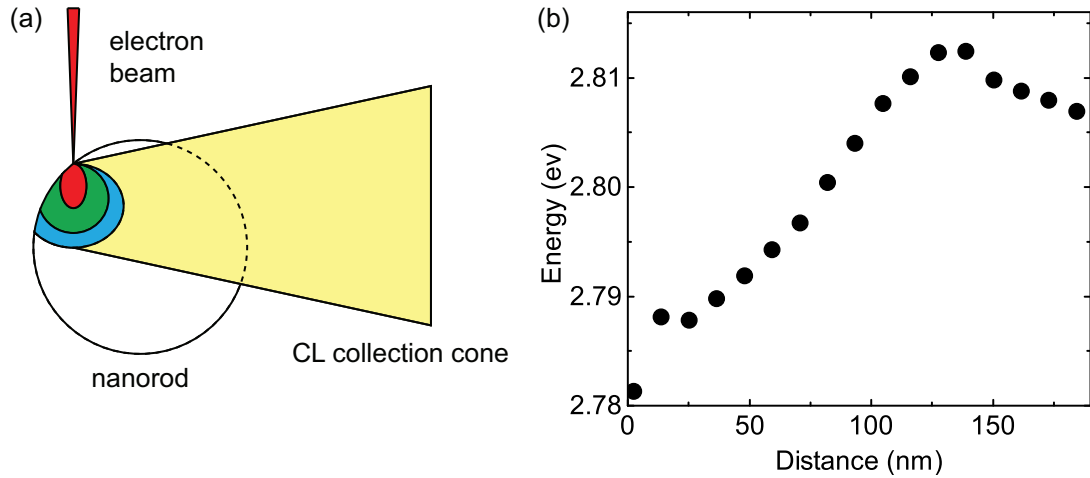 (a)
electron
beam
CL collection cone
nanorod
(b)
2.81
2.80
2.79
2.78
Energy (ev)
0
50
100
150
Distance (nm)